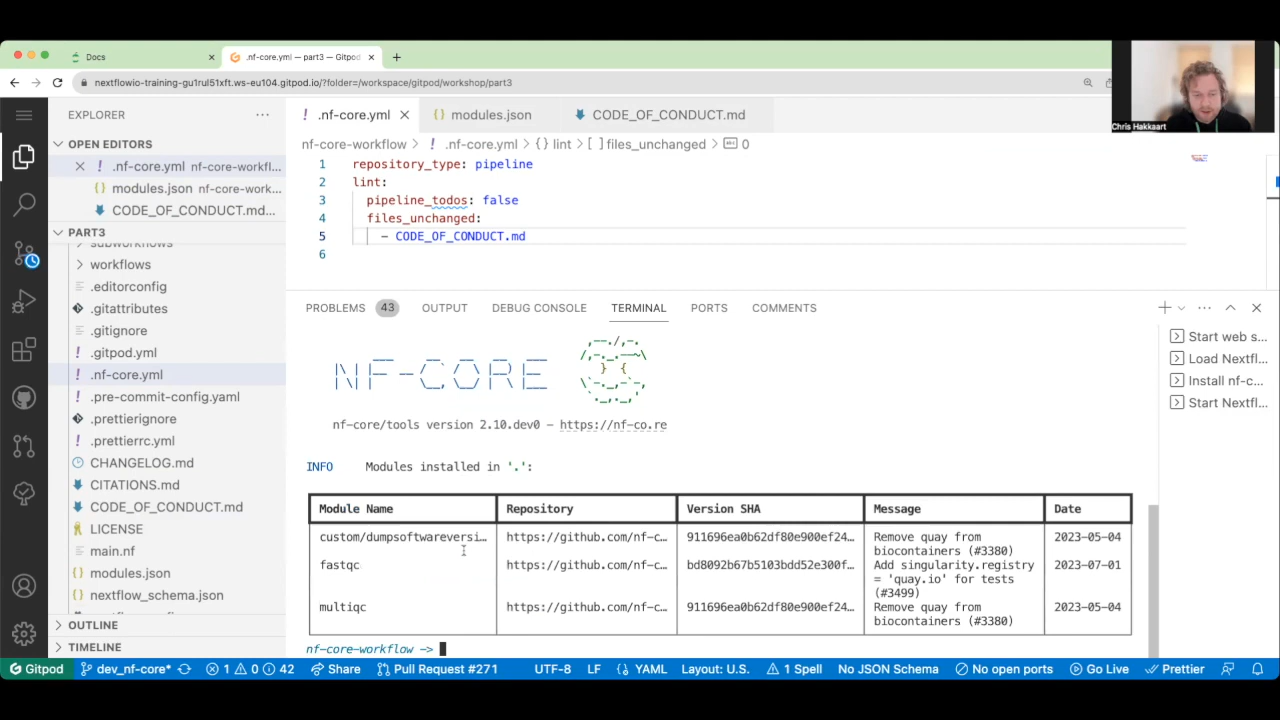 Docs
.nf-core.yml — part3 — Gitpod
nextflowio-training-gu1rul51xft.ws-eu104.gitpod.io/?folder=/workspace/gitpod/workshop/part3
Chris Hakkaart
EXPLORER
OPEN EDITORS
.nf-core.yml nf-core-workfl...
modules.json nf-core-work...
CODE_OF_CONDUCT.md...
PART3
subworkflows
workflows
.editorconfig
.gitattributes
.gitignore
.gitpod.yml
.nf-core.yml
.pre-commit-config.yaml
.prettierignore
.prettierrc.yml
CHANGELOG.md
CITATIONS.md
CODE_OF_CONDUCT.md
LICENSE
main.nf
modules.json
nextflow_schema.json
OUTLINE
TIMELINE
.nf-core.yml
modules.json
CODE_OF_CONDUCT.md
nf-core-workflow > .nf-core.yml > {} lint > [ ] files_unchanged > 0
1 repository_type: pipeline
2 lint:
3 pipeline_todos: false
4 files_unchanged:
5 - CODE_OF_CONDUCT.md
6
PROBLEMS 43 OUTPUT DEBUG CONSOLE TERMINAL PORTS COMMENTS
NF-CORE
nf-core/tools version 2.10.dev0 – https://nf-co.re
INFO Modules installed in '.':
Module Name Repository Version SHA Message Date
custom/dumpsoftwareversi… https://github.com/nf-c… 911696ea0b62df80e900ef24… Remove quay from 2023-05-04
biocontainers (#3380)
fastqc https://github.com/nf-c… bd8092b67b5103bdd52e300f… Add singularity.registry 2023-07-01
= 'quay.io' for tests
(#3499)
multiqc https://github.com/nf-c… 911696ea0b62df80e900ef24… Remove quay from 2023-05-04
biocontainers (#3380)
nf-core-workflow ->
Start web s...
Load Nextfl...
Install nf-c...
Start Nextfl...
Gitpod dev_nf-core* 1 0 42 Share Pull Request #271 UTF-8 LF {} YAML Layout: U.S. 1 Spell No JSON Schema No open ports Go Live Prettier